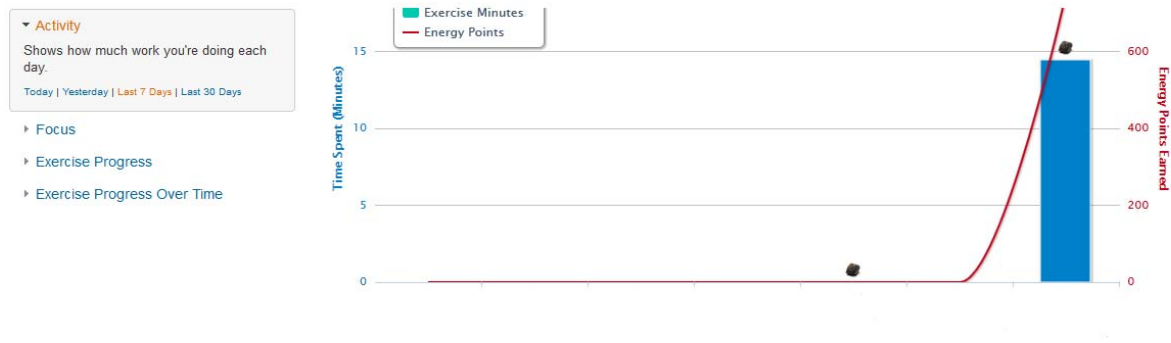 Activity
Shows how much work you're doing each
day.
Today | Yesterday | Last 7 Days | Last 30 Days
Focus
Exercise Progress
Exercise Progress Over Time
Exercise Minutes
Energy Points
Time Spent (Minutes)
15
10
5
0
600
400
200
0
Energy Points Earned